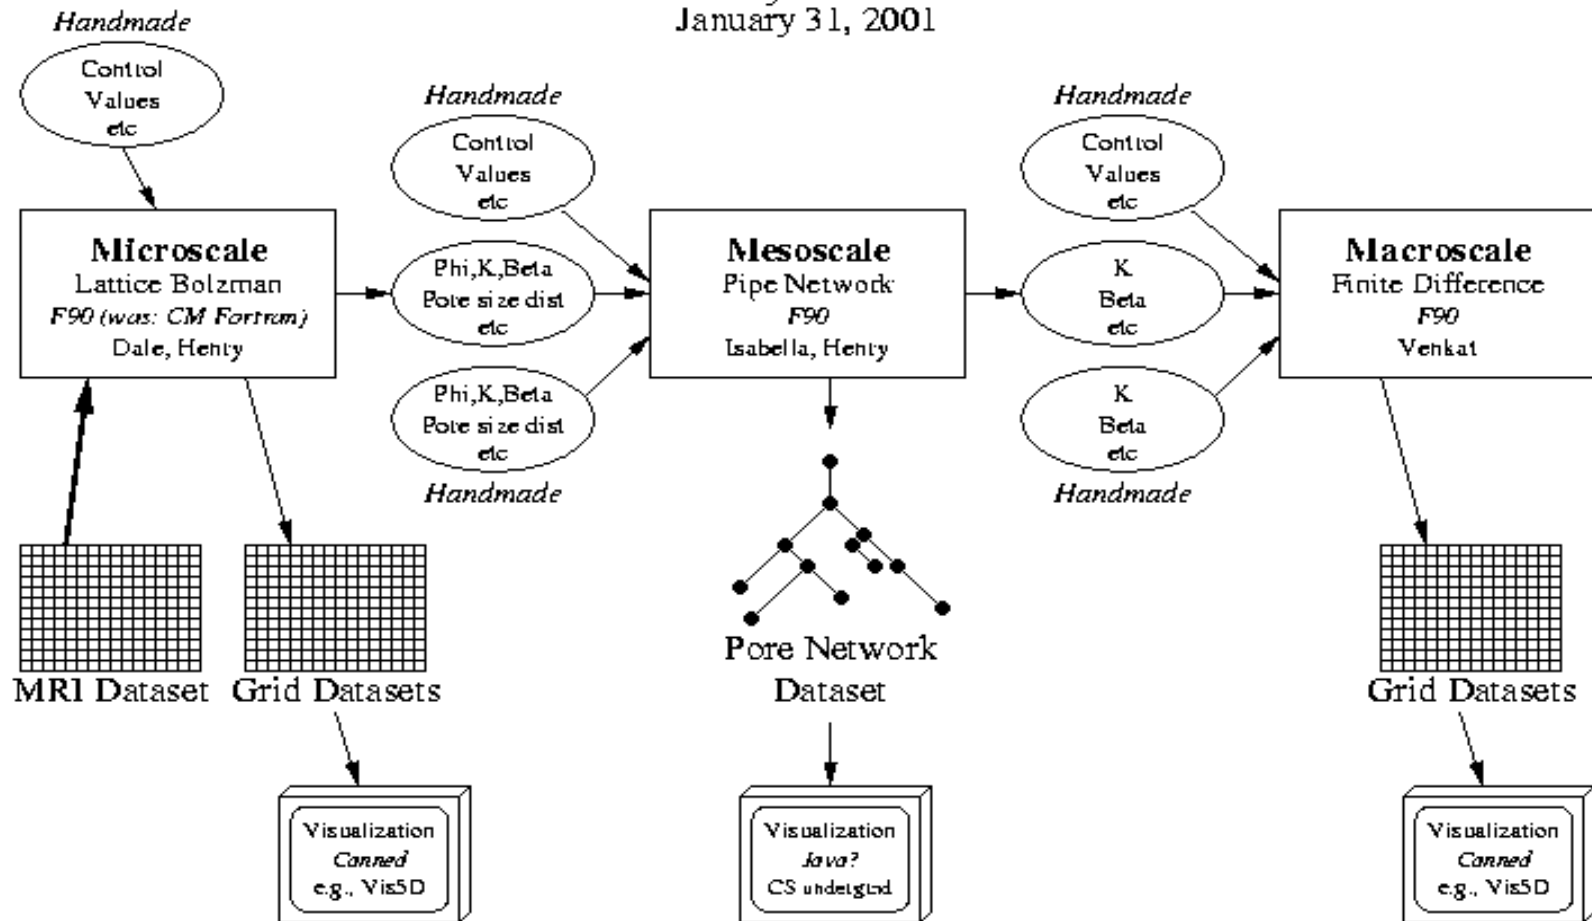 January 31, 2001
Handmade
Control
Values
etc
Handmade
Control
Values
etc
Handmade
Control
Values
etc
Microscale
Lattice Bolzman
F90 (was: CM Fortran)
Dale, Henry
Phi,K,Beta
Pore size dist
etc
Mesoscale
Pipe Network
F90
Isabella, Henry
K
Beta
etc
Macroscale
Finite Difference
F90
Venkat
Phi,K,Beta
Pore size dist
etc
Handmade
K
Beta
etc
Handmade
MRI Dataset
Grid Datasets
Pore Network
Dataset
Grid Datasets
Visualization
Canned
e.g., Vis5D
Visualization
Java?
CS undergrad
Visualization
Canned
e.g., Vis5D